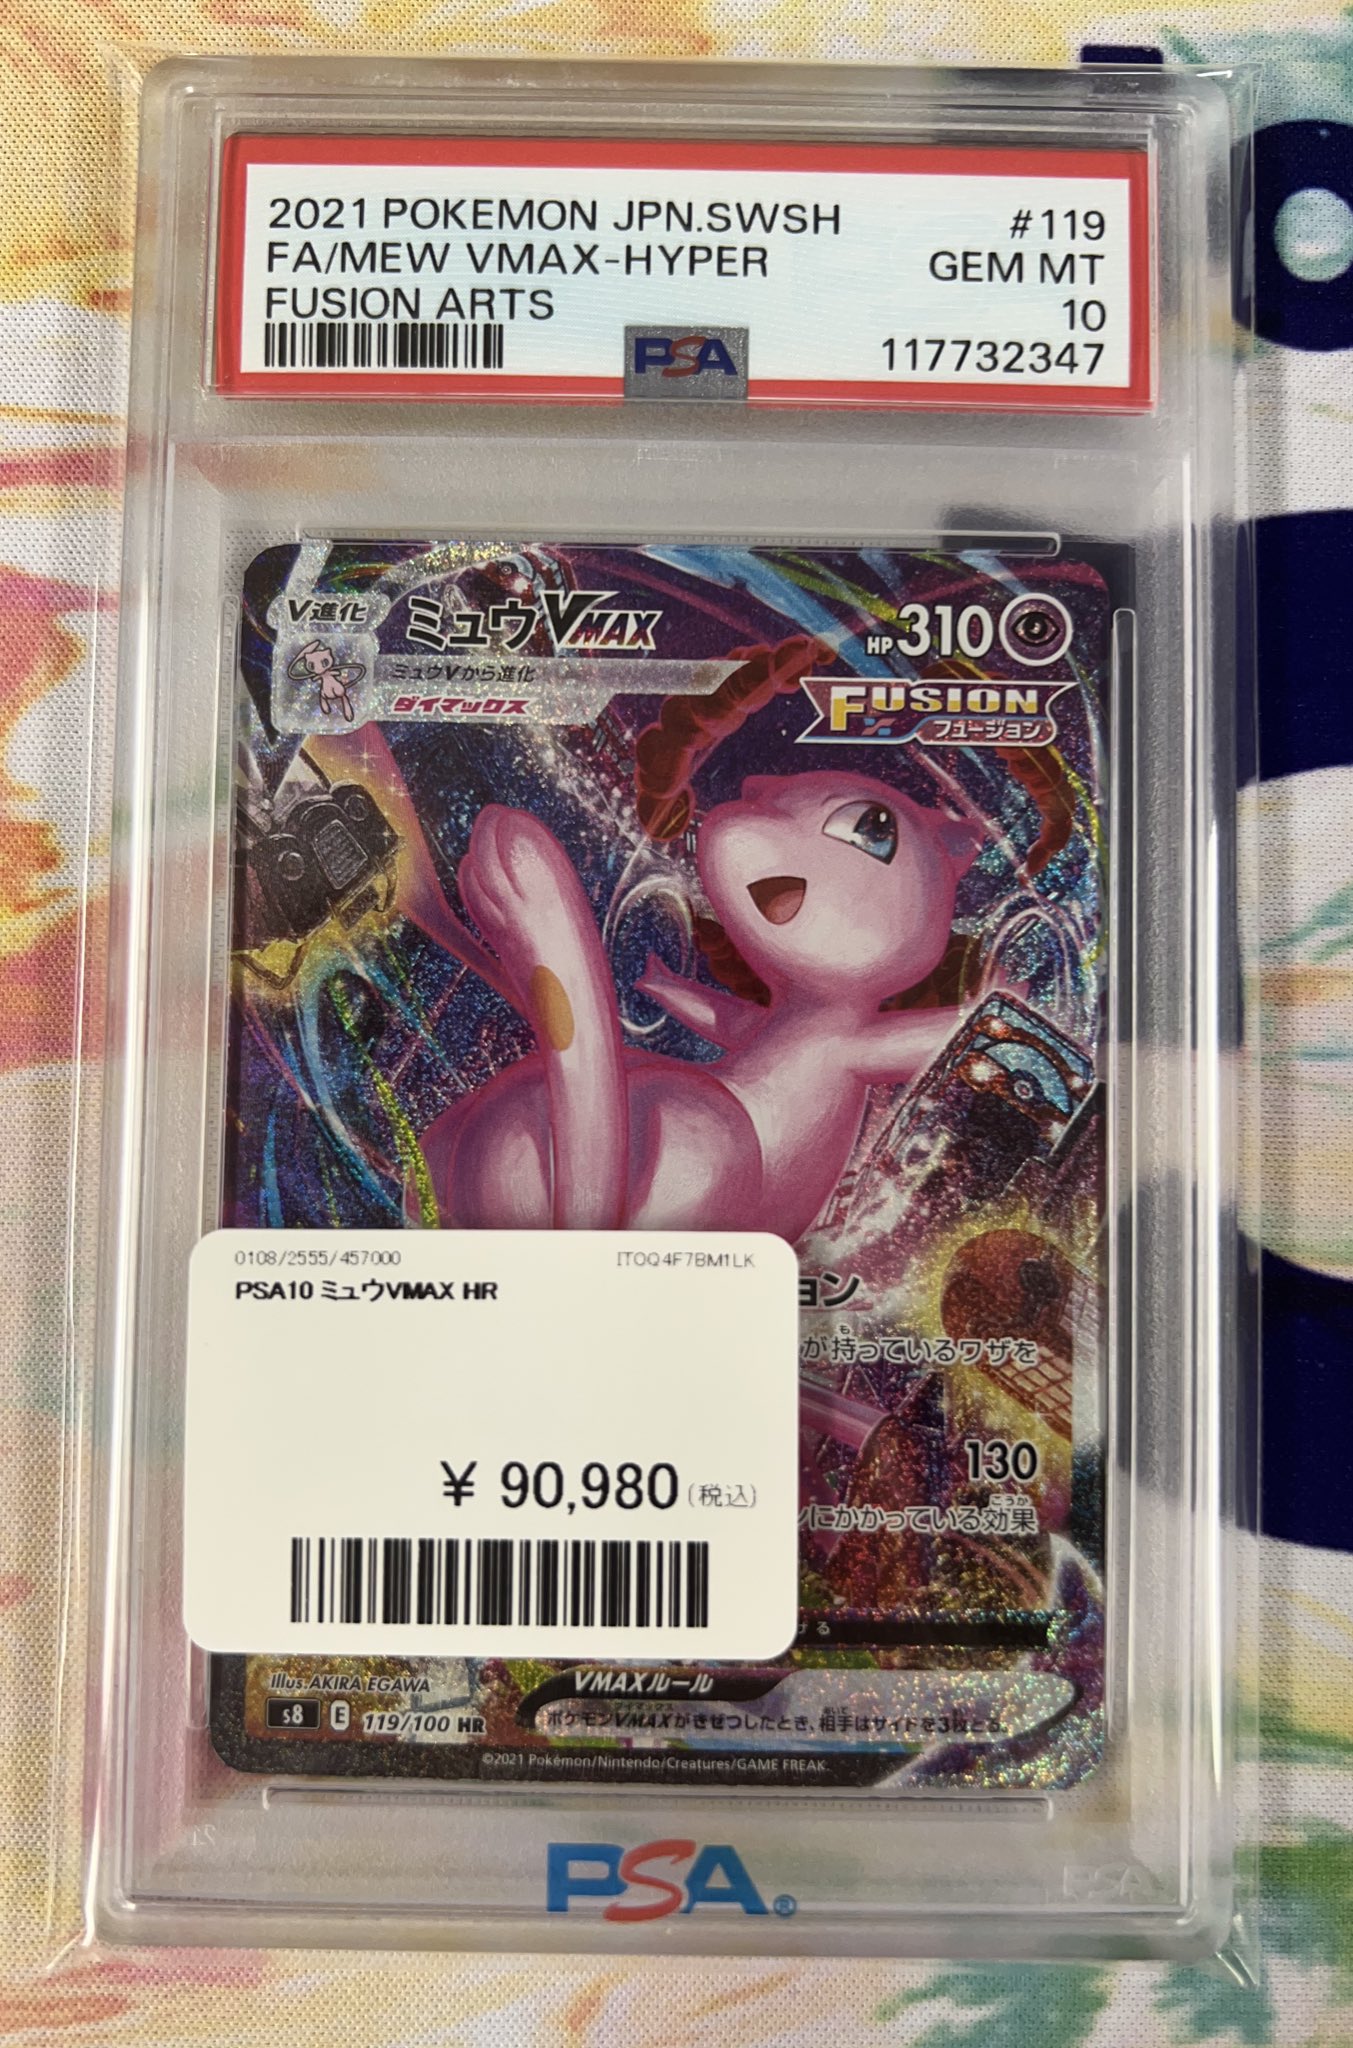 2021 POKEMON JPN.SWSH #119
FA/MEW VMAX-HYPER GEM MT
FUSION ARTS 10
PSA 117732347
V進化 ミュウVMAX HP310
ミュウVから進化
ダイマックス
FUSION
フュージョン
0108/2555/457000 ITOQ4F7BM1LK
PSA10 ミュウVMAX HR
¥ 90,980 (税込)
ョン
が持っているワザを
も
130
にかかっている効果
こうか
ける
Illus. AKIRA EGAWA
s8 E 119/100 HR
VMAXルール
ポケモンVMAXがきぜつしたとき、相手はサイドを3枚とる。
©2021 Pokémon/Nintendo/Creatures/GAME FREAK.
PSA®